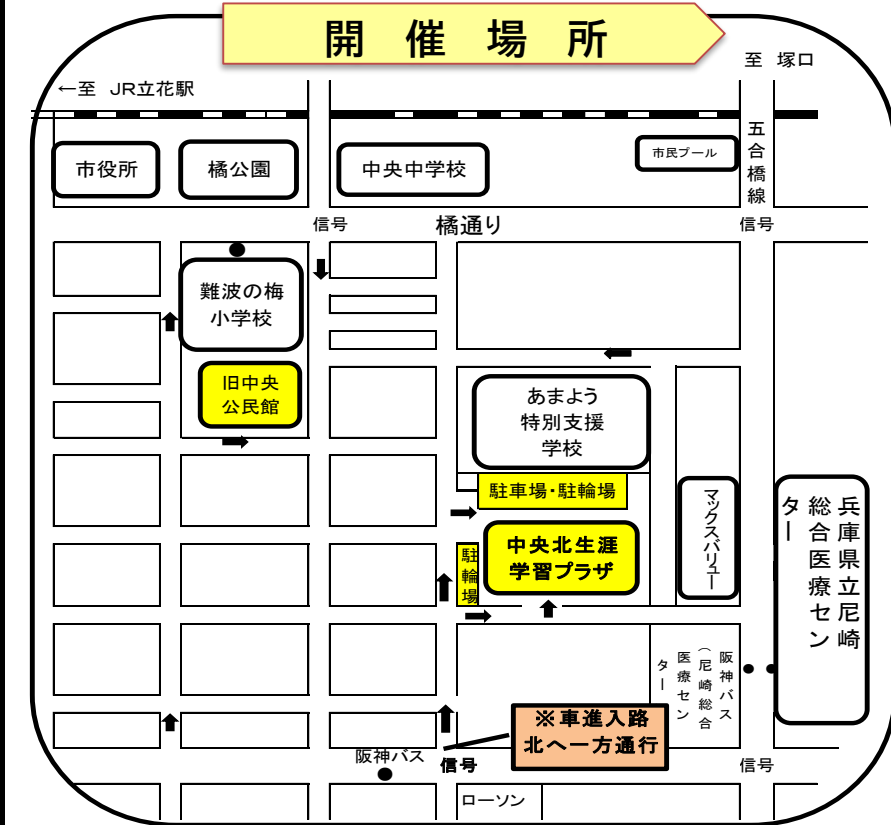 開催場所
至 塚口
←至 JR立花駅
五合橋線
市役所
橘公園
中央中学校
市民プール
信号
橘通り
信号
難波の梅
小学校
旧中央
公民館
あまよう
特別支援
学校
駐車場・駐輪場
マックスバリュー
兵庫県立尼崎
総合医療セン
ター
中央北生涯
学習プラザ
駐輪場
阪神バス
（尼崎総合
医療セン
ター
※車進入路
北へ一方通行
阪神バス
信号
信号
ローソン